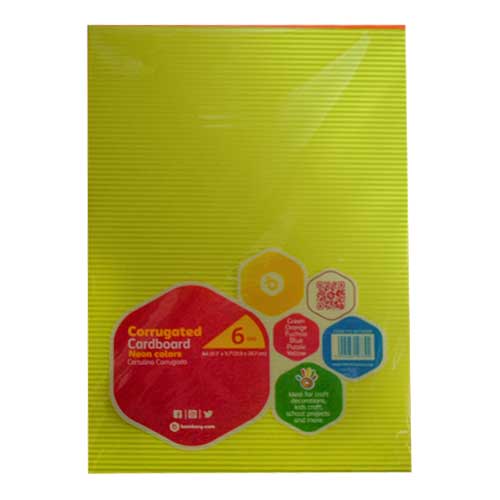 Corrugated
Cardboard
Neon colors
Cartulina Corrugada
6
b
Green
Orange
Fuchsia
Blue
Purple
Yellow
Ideal for craft
decorations,
kids craft,
school projects
and more